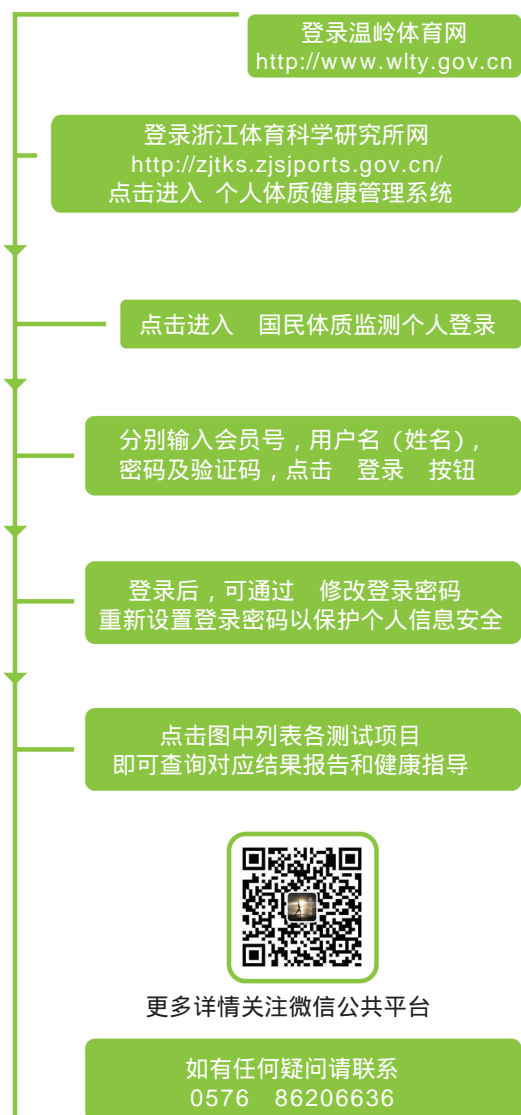 登录温岭体育网
http://www.wlty.gov.cn
登录浙江体育科学研究所网
http://zjtks.zjsjports.gov.cn/
点击进入 个人体质健康管理系统
点击进入 国民体质监测个人登录
分别输入会员号，用户名（姓名），
密码及验证码，点击 登录 按钮
登录后，可通过 修改登录密码
重新设置登录密码以保护个人信息安全
点击图中列表各测试项目
即可查询对应结果报告和健康指导
更多详情关注微信公共平台
如有任何疑问请联系
0576 86206636